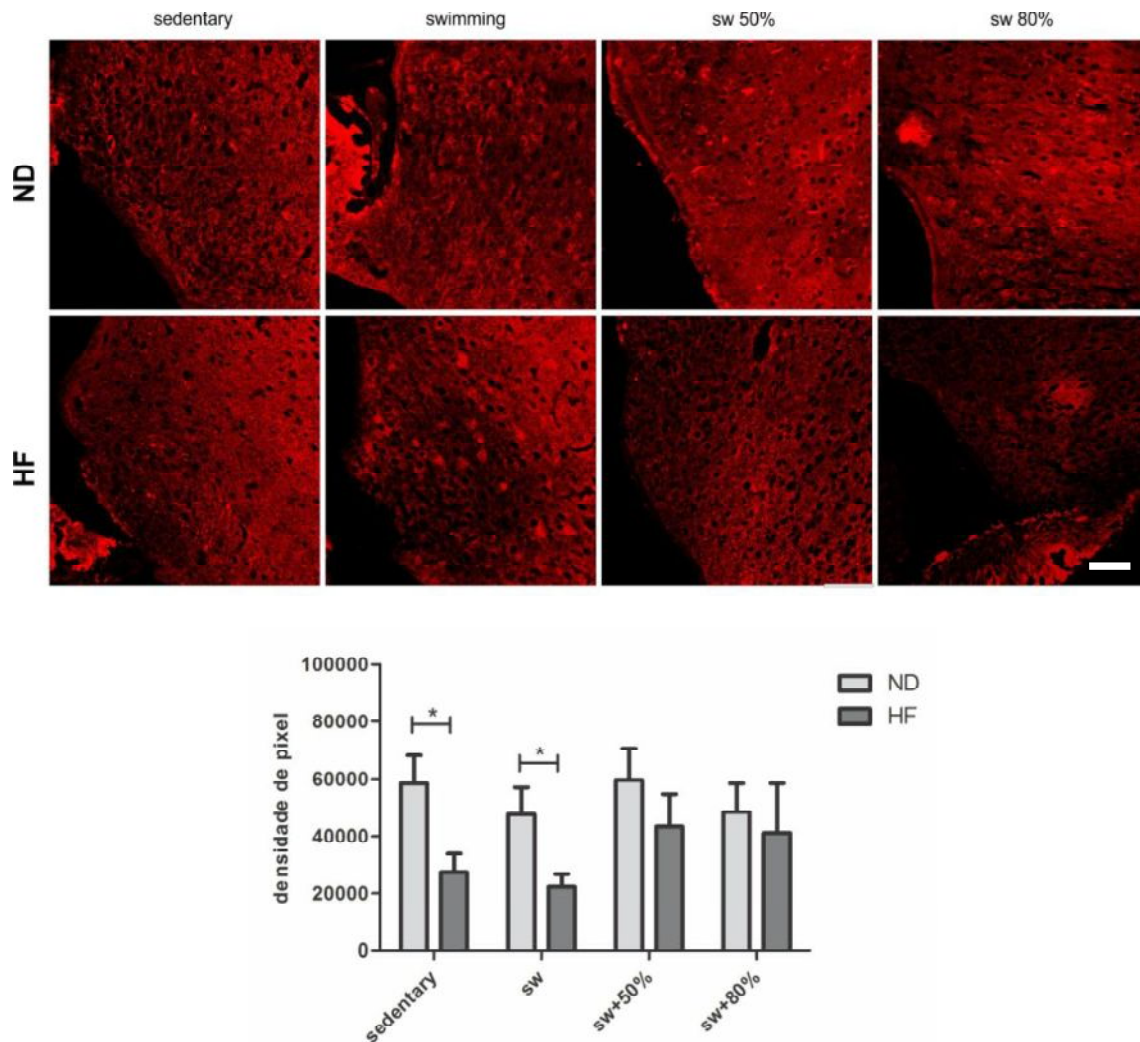 sedentary swimming sw 50% sw 80%
ND
HF
100000
80000
60000
40000
20000
0
densidade de pixel
*
*
ND
HF
sedentary
sw
sw+50%
sw+80%